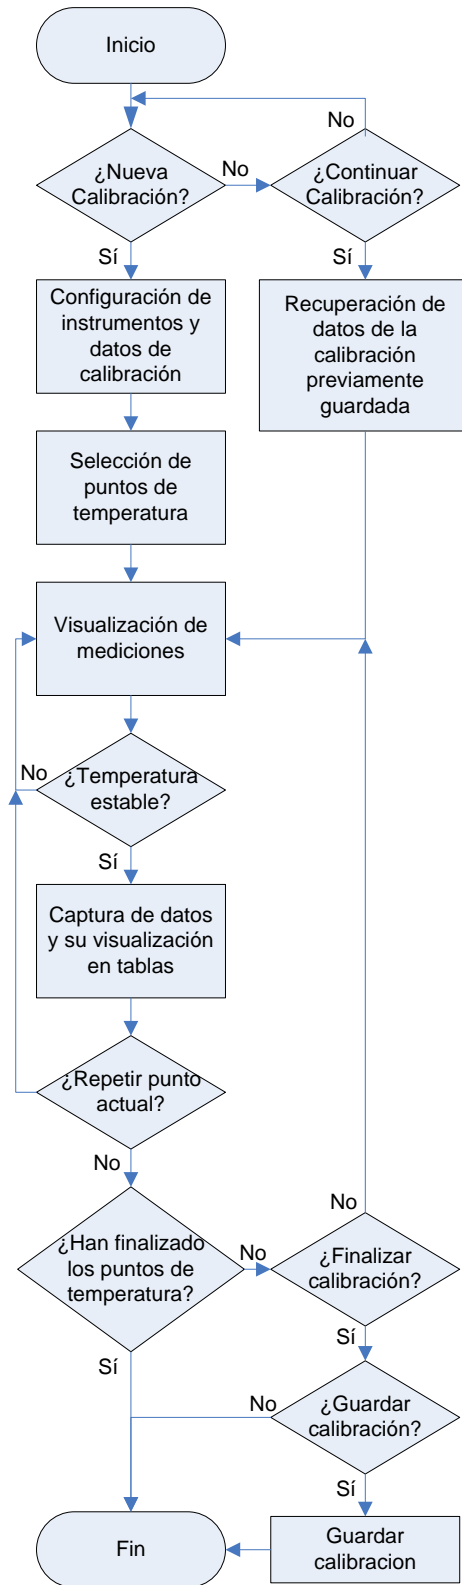 Inicio
No
¿Nueva
Calibración?
No
¿Continuar
Calibración?
Sí
Sí
Configuración de
instrumentos y
datos de
calibración
Recuperación de
datos de la
calibración
previamente
guardada
Selección de
puntos de
temperatura
Visualización de
mediciones
No
¿Temperatura
estable?
Sí
Captura de datos
y su visualización
en tablas
¿Repetir punto
actual?
No
¿Han finalizado
los puntos de
temperatura?
No
No
¿Finalizar
calibración?
Sí
Sí
No
¿Guardar
calibración?
Sí
Guardar
calibracion
Fin